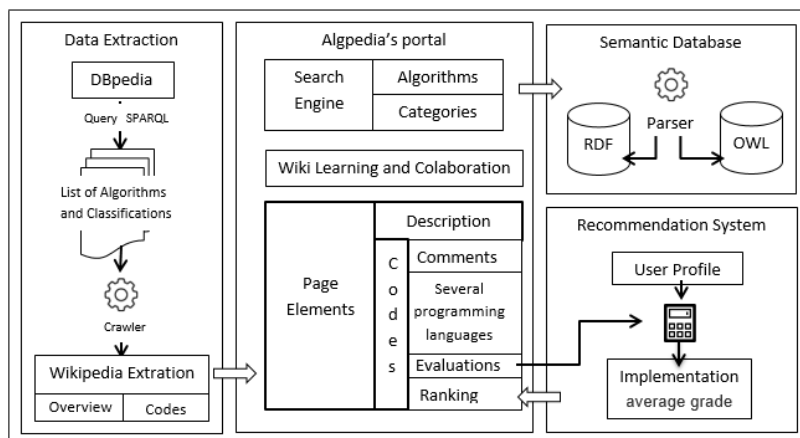 Data Extraction
DBpedia
Query SPARQL
List of Algorithms
and Classifications
Crawler
Wikipedia Extration
Overview
Codes
Algpedia's portal
Search
Engine
Algorithms
Categories
Wiki Learning and Colaboration
Page
Elements
Codes
Description
Comments
Several
programming
languages
Evaluations
Ranking
Semantic Database
Parser
RDF
OWL
Recommendation System
User Profile
Implementation
average grade